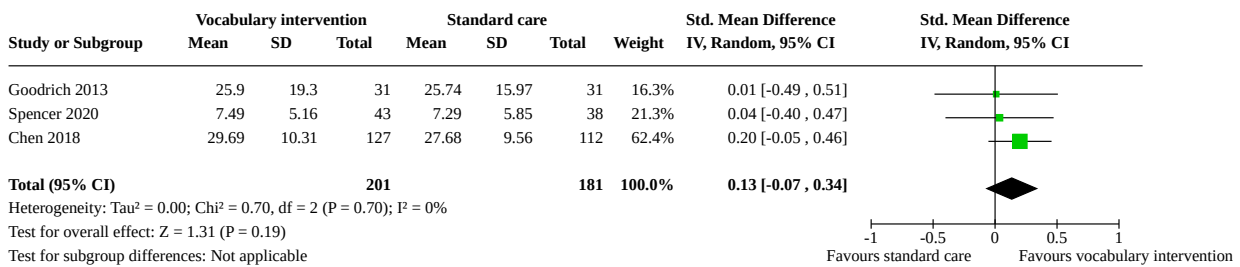 Vocabulary intervention Standard care Std. Mean Difference Std. Mean Difference
Study or Subgroup Mean SD Total Mean SD Total Weight IV, Random, 95% CI IV, Random, 95% CI
Goodrich 2013 25.9 19.3 31 25.74 15.97 31 16.3% 0.01 [-0.49 , 0.51]
Spencer 2020 7.49 5.16 43 7.29 5.85 38 21.3% 0.04 [-0.40 , 0.47]
Chen 2018 29.69 10.31 127 27.68 9.56 112 62.4% 0.20 [-0.05 , 0.46]
Total (95% CI) 201 181 100.0% 0.13 [-0.07 , 0.34]
Heterogeneity: Tau² = 0.00; Chi² = 0.70, df = 2 (P = 0.70); I² = 0%
Test for overall effect: Z = 1.31 (P = 0.19) -1 -0.5 0 0.5 1
Test for subgroup differences: Not applicable Favours standard care Favours vocabulary intervention